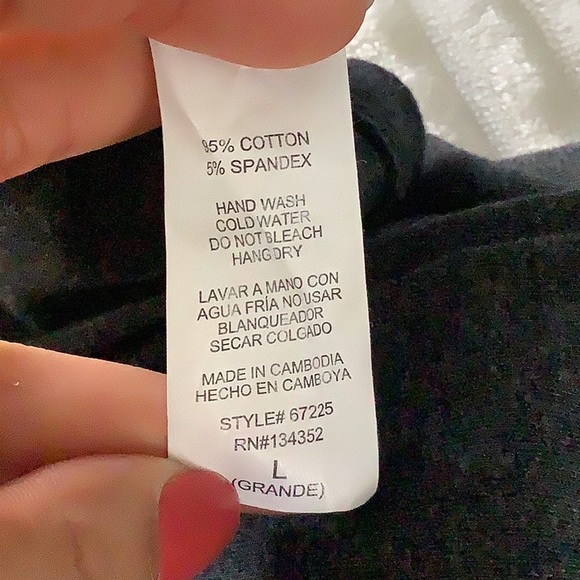 95% COTTON
5% SPANDEX
HAND WASH
COLD WATER
DO NOT BLEACH
HANG DRY
LAVAR A MANO CON
AGUA FRÍA NO USAR
BLANQUEADOR
SECAR COLGADO
MADE IN CAMBODIA
HECHO EN CAMBOYA
STYLE# 67225
RN#134352
L
(GRANDE)